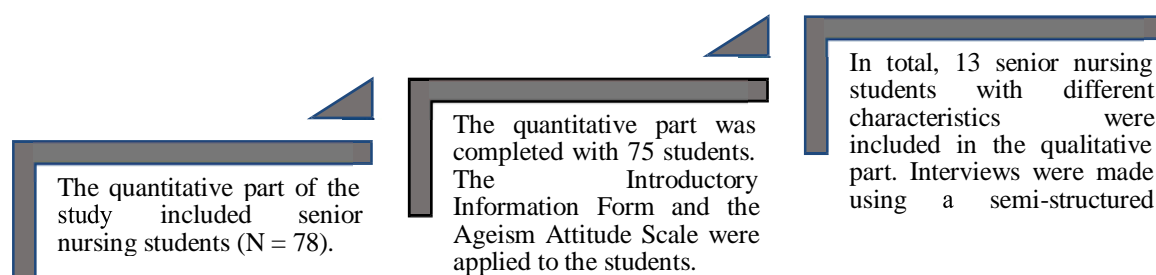 The quantitative part of the
study included senior
nursing students (N = 78).
The quantitative part was
completed with 75 students.
The Introductory
Information Form and the
Ageism Attitude Scale were
applied to the students.
In total, 13 senior nursing
students with different
characteristics were
included in the qualitative
part. Interviews were made
using a semi-structured